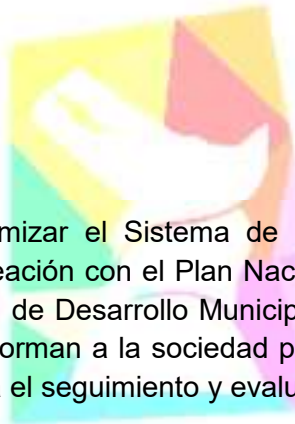 mizar el Sistema de
eación con el Plan Nac
de Desarrollo Municip
orman a la sociedad p
el seguimiento y evalu